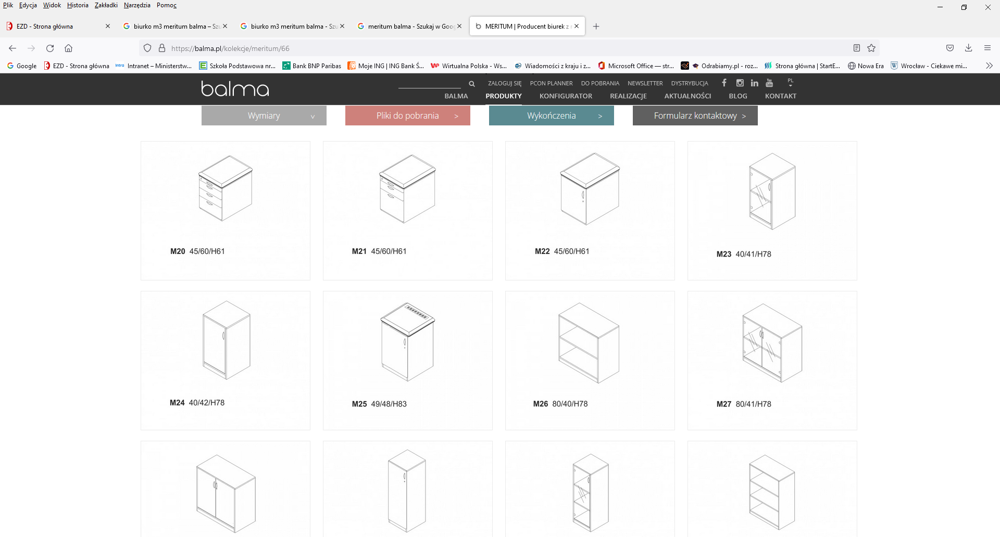 Plik Edycja Widok Historia Zakładki Narzędzia Pomoc
EZD - Strona główna
biurko m3 meritum balma – Szu
biurko m3 meritum balma - Szu
meritum balma - Szukaj w Goog
MERITUM | Producent biurek z r
https://balma.pl/kolekcje/meritum/66
Google
EZD - Strona główna
Intranet – Ministerstw...
Szkoła Podstawowa nr...
Bank BNP Paribas
Moje ING | ING Bank Ś...
Wirtualna Polska - Ws...
Wiadomości z kraju i z...
Microsoft Office — str...
Odrabiamy.pl - roz...
Strona główna | StartE...
Nowa Era
Wrocław - Ciekawe mi...
balma
ZALOGUJ SIĘ PCON PLANNER DO POBRANIA NEWSLETTER DYSTRYBUCJA PL
BALMA PRODUKTY KONFIGURATOR REALIZACJE AKTUALNOŚCI BLOG KONTAKT
Wymiary
Pliki do pobrania >
Wykończenia >
Formularz kontaktowy >
M20 45/60/H61
M21 45/60/H61
M22 45/60/H61
M23 40/41/H78
M24 40/42/H78
M25 49/48/H83
M26 80/40/H78
M27 80/41/H78